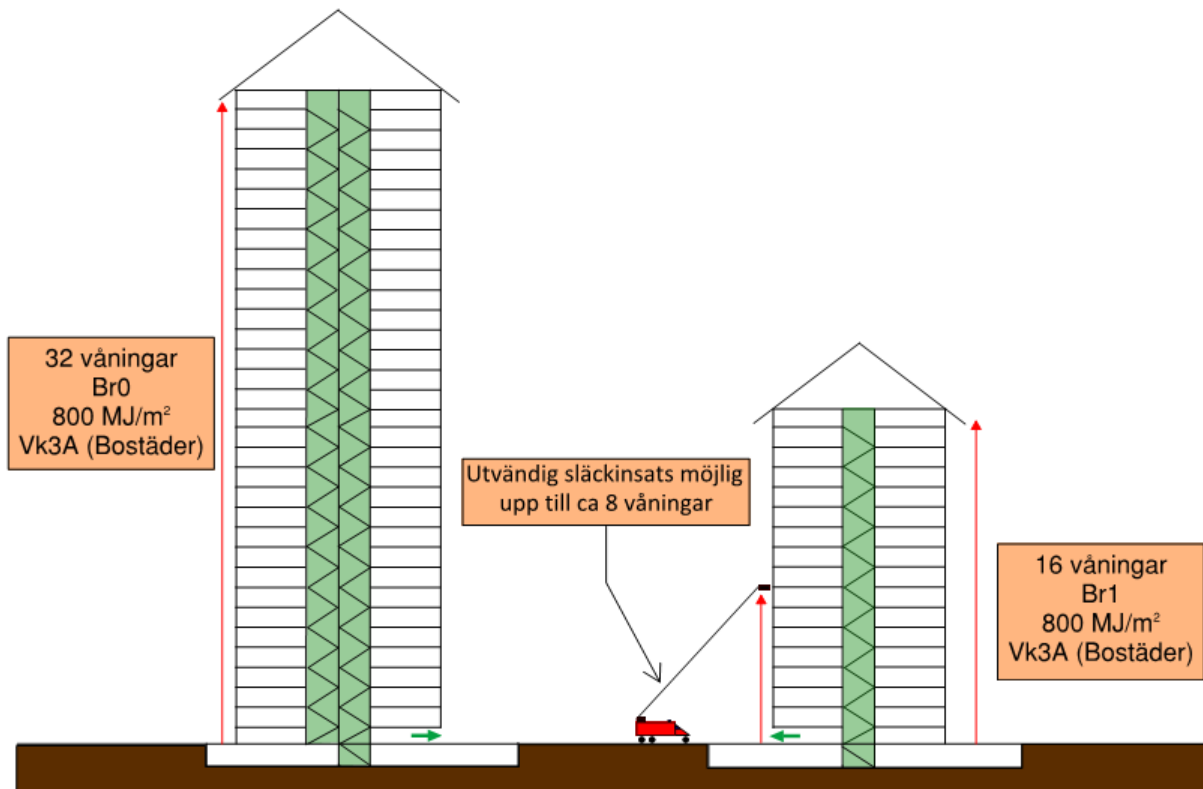 32 våningar
Br0
800 MJ/m²
Vk3A (Bostäder)
Utvändig släckinsats möjlig
upp till ca 8 våningar
16 våningar
Br1
800 MJ/m²
Vk3A (Bostäder)